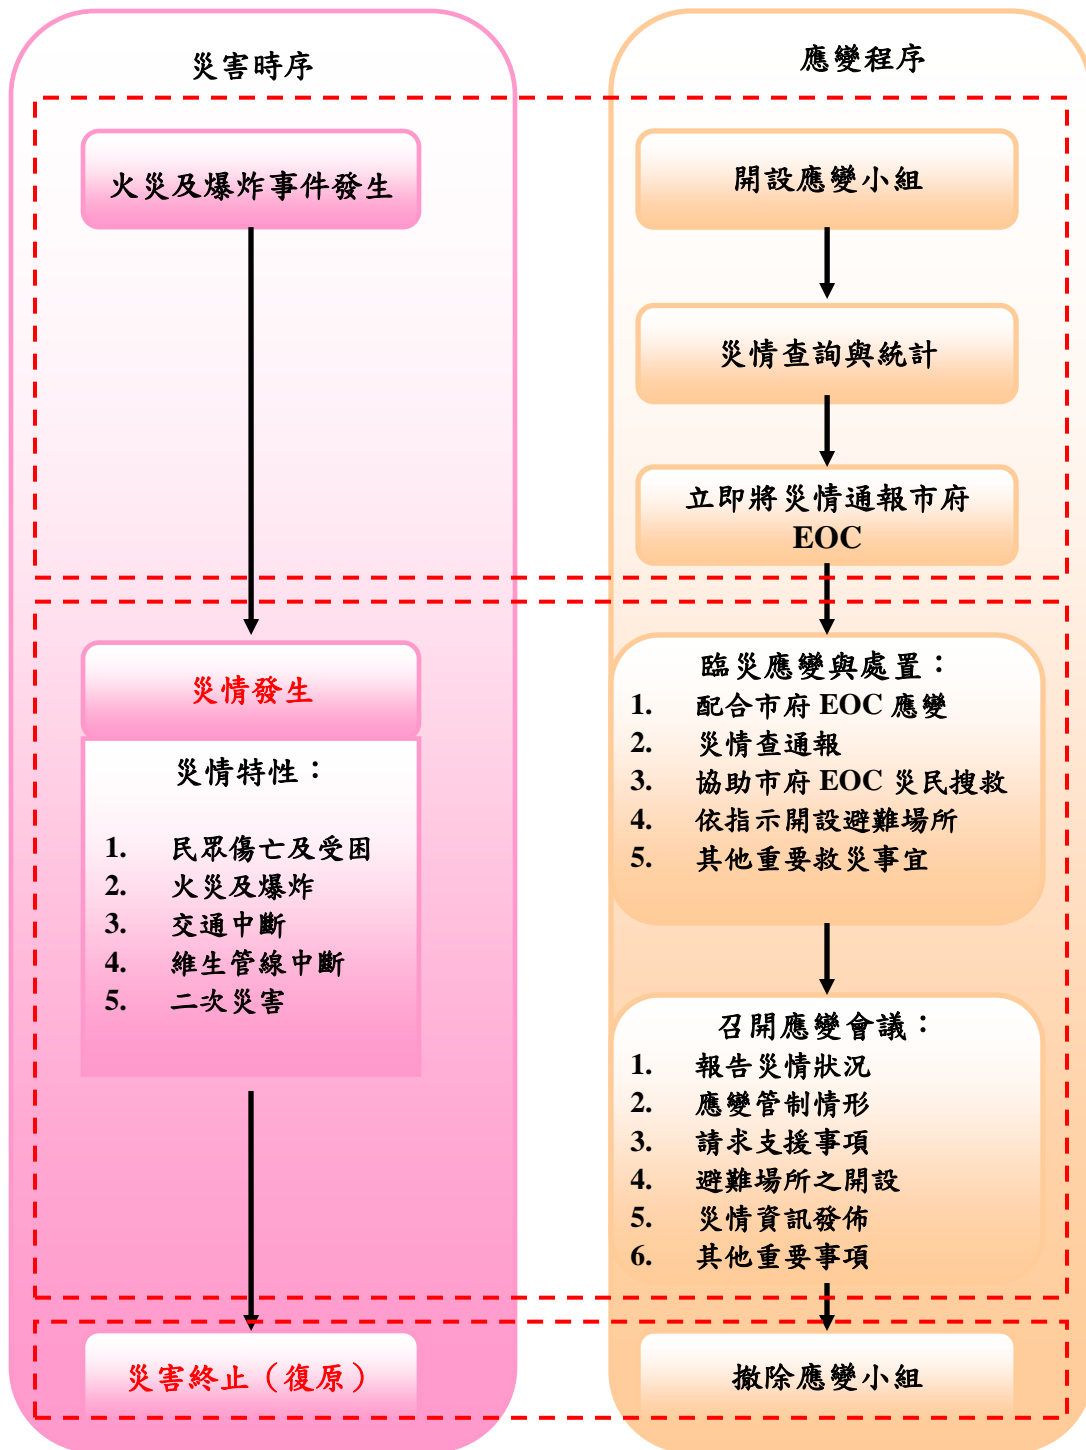 災害時序
火災及爆炸事件發生
災情發生
災情特性：
1. 民眾傷亡及受困
2. 火災及爆炸
3. 交通中斷
4. 維生管線中斷
5. 二次災害
災害終止（復原）
應變程序
開設應變小組
災情查詢與統計
立即將災情通報市府
EOC
臨災應變與處置：
1. 配合市府 EOC 應變
2. 災情查通報
3. 協助市府 EOC 災民搜救
4. 依指示開設避難場所
5. 其他重要救災事宜
召開應變會議：
1. 報告災情狀況
2. 應變管制情形
3. 請求支援事項
4. 避難場所之開設
5. 災情資訊發佈
6. 其他重要事項
撤除應變小組